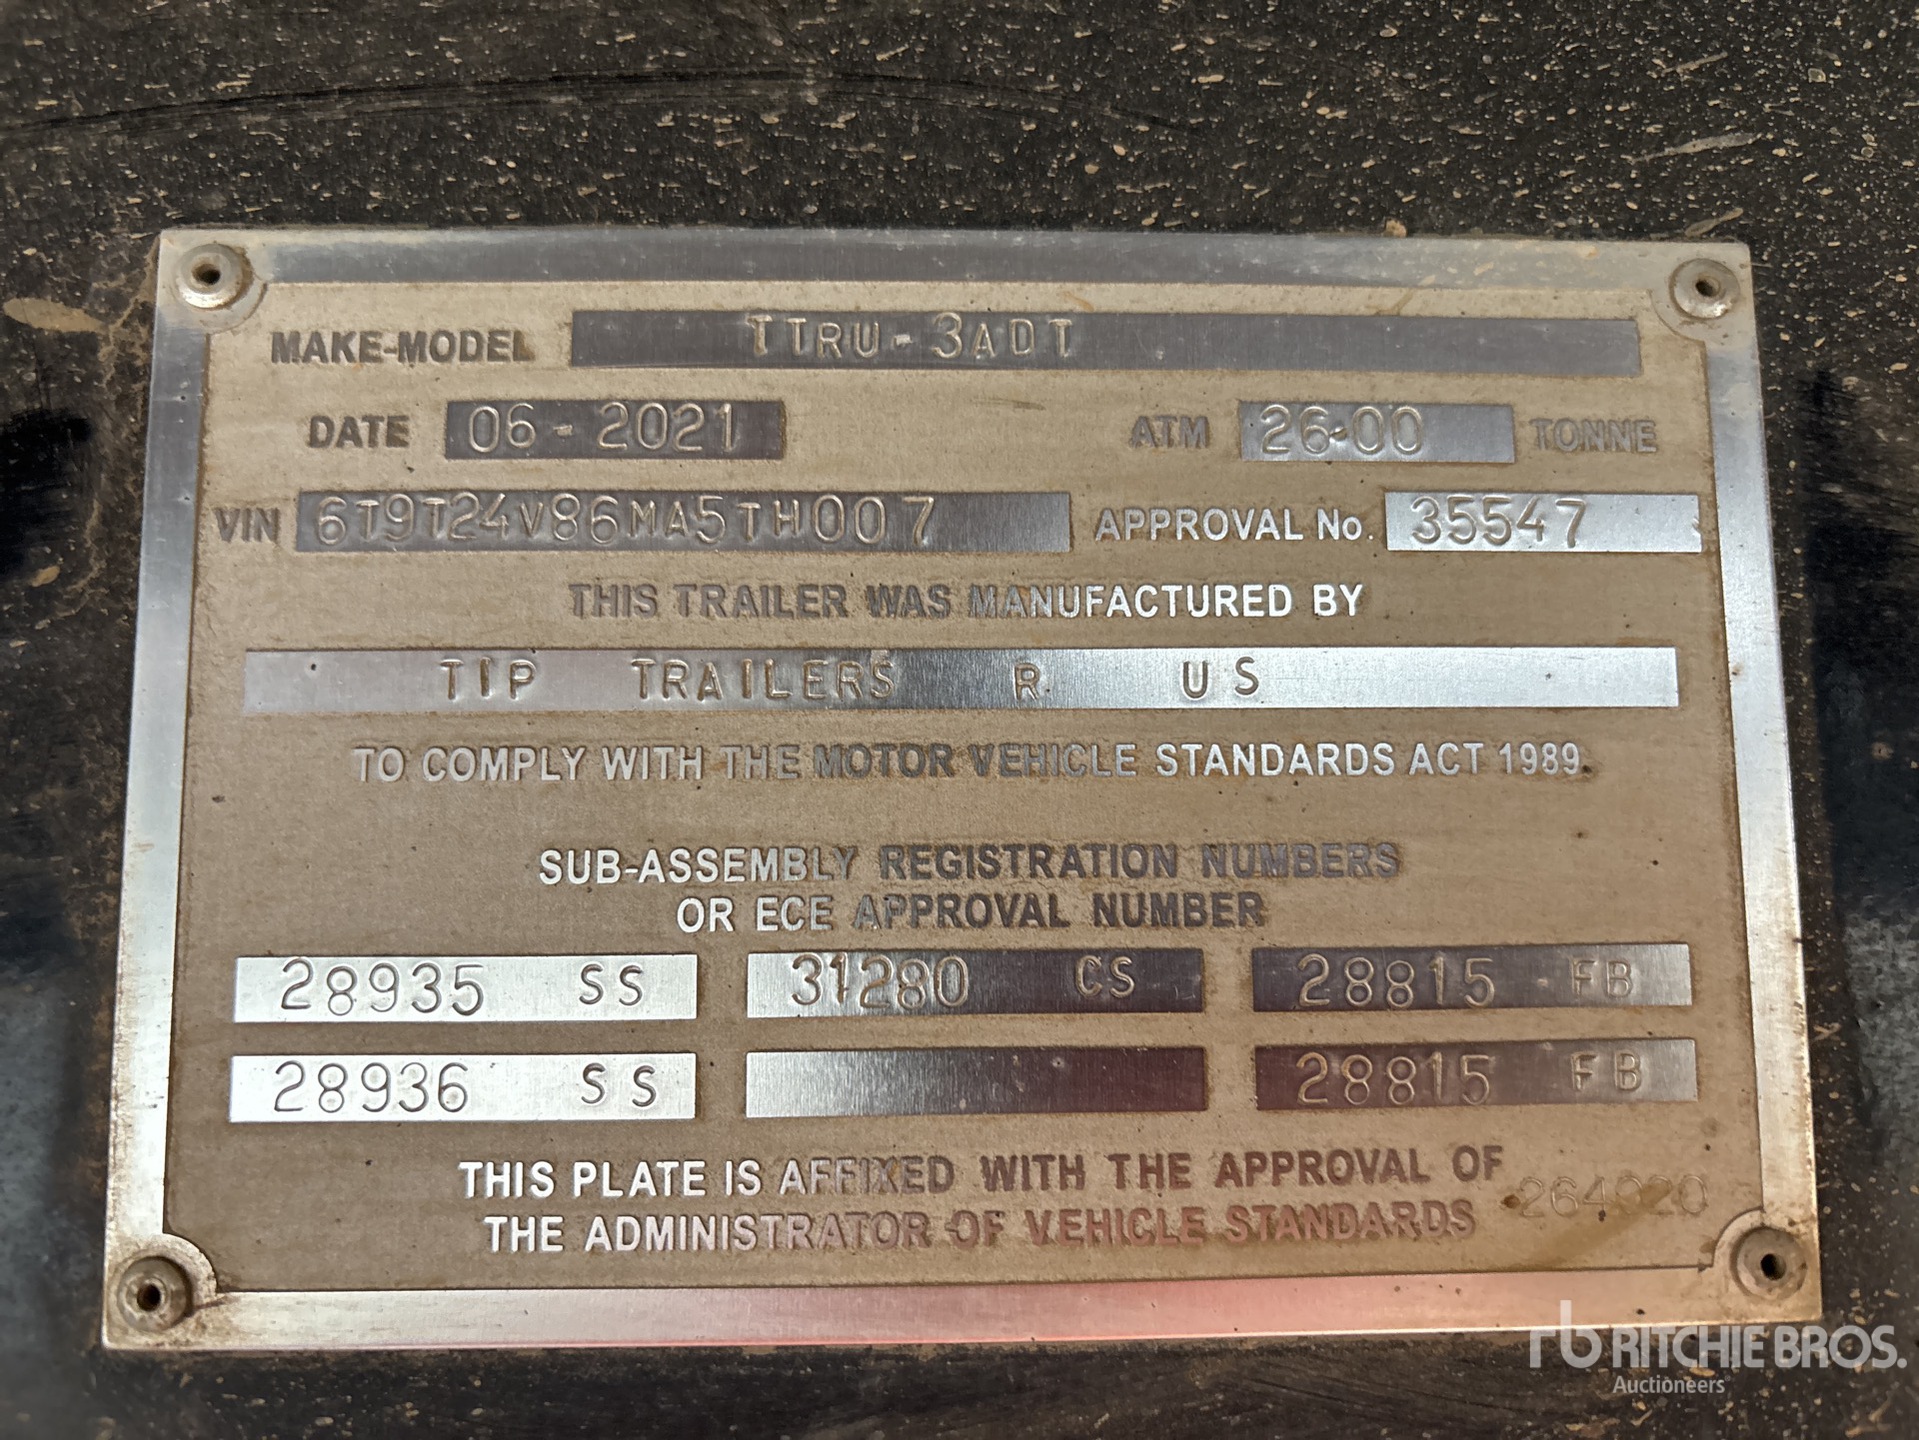 MAKE-MODEL TTRU-3ADT
DATE 06-2021 ATM 26.00 TONNE
VIN 6T9T24V86MA5TH007 APPROVAL No. 35547
THIS TRAILER WAS MANUFACTURED BY
TIP TRAILERS R US
TO COMPLY WITH THE MOTOR VEHICLE STANDARDS ACT 1989.
SUB-ASSEMBLY REGISTRATION NUMBERS
OR ECE APPROVAL NUMBER
28935 SS 31280 CS 28815 FB
28936 SS 28815 FB
THIS PLATE IS AFFIXED WITH THE APPROVAL OF
THE ADMINISTRATOR OF VEHICLE STANDARDS
264020
rb RITCHIE BROS.
Auctioneers